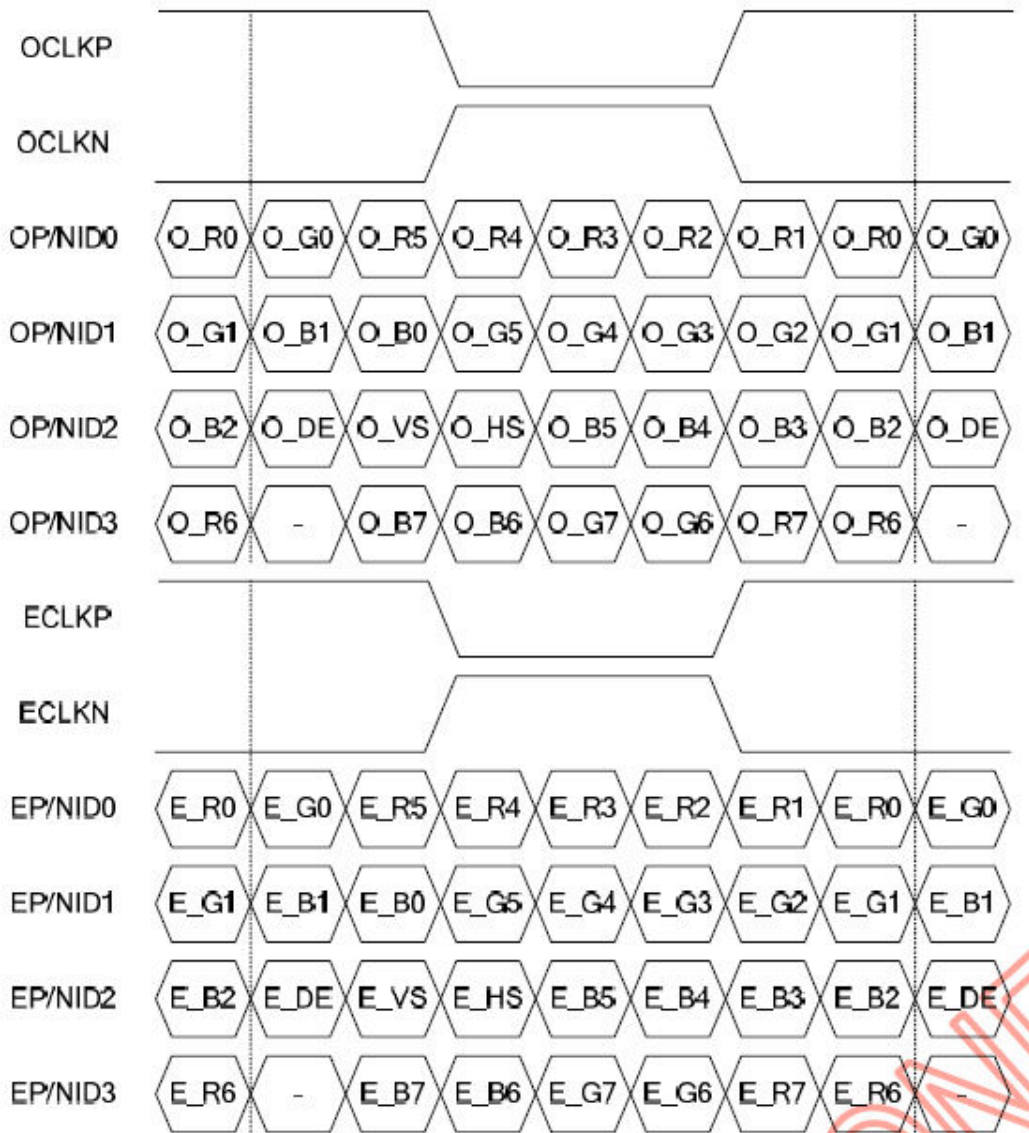 OCLKP
OCLKN
OP/NID0 O_R0 O_G0 O_R5 O_R4 O_R3 O_R2 O_R1 O_R0 O_G0
OP/NID1 O_G1 O_B1 O_B0 O_G5 O_G4 O_G3 O_G2 O_G1 O_B1
OP/NID2 O_B2 O_DE O_VS O_HS O_B5 O_B4 O_B3 O_B2 O_DE
OP/NID3 O_R6 - O_B7 O_B6 O_G7 O_G6 O_R7 O_R6 -
ECLKP
ECLKN
EP/NID0 E_R0 E_G0 E_R5 E_R4 E_R3 E_R2 E_R1 E_R0 E_G0
EP/NID1 E_G1 E_B1 E_B0 E_G5 E_G4 E_G3 E_G2 E_G1 E_B1
EP/NID2 E_B2 E_DE E_VS E_HS E_B5 E_B4 E_B3 E_B2 E_DE
EP/NID3 E_R6 - E_B7 E_B6 E_G7 E_G6 E_R7 E_R6 -